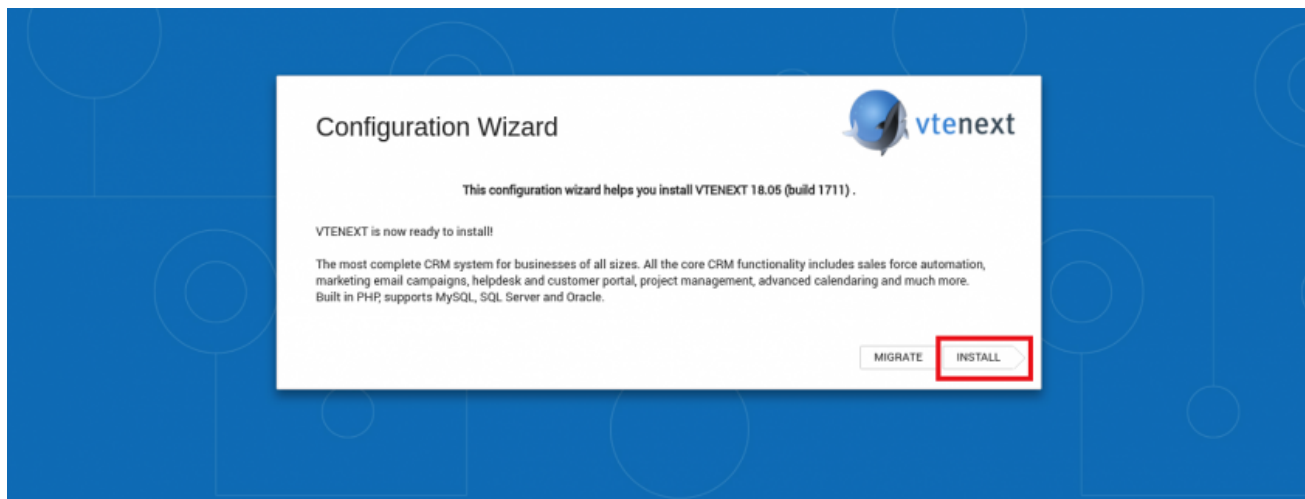 Configuration Wizard
vtenext
This configuration wizard helps you install VTENEXT 18.05 (build 1711) .
VTENEXT is now ready to install!
The most complete CRM system for businesses of all sizes. All the core CRM functionality includes sales force automation,
marketing email campaigns, helpdesk and customer portal, project management, advanced calendaring and much more.
Built in PHP, supports MySQL, SQL Server and Oracle.
MIGRATE INSTALL